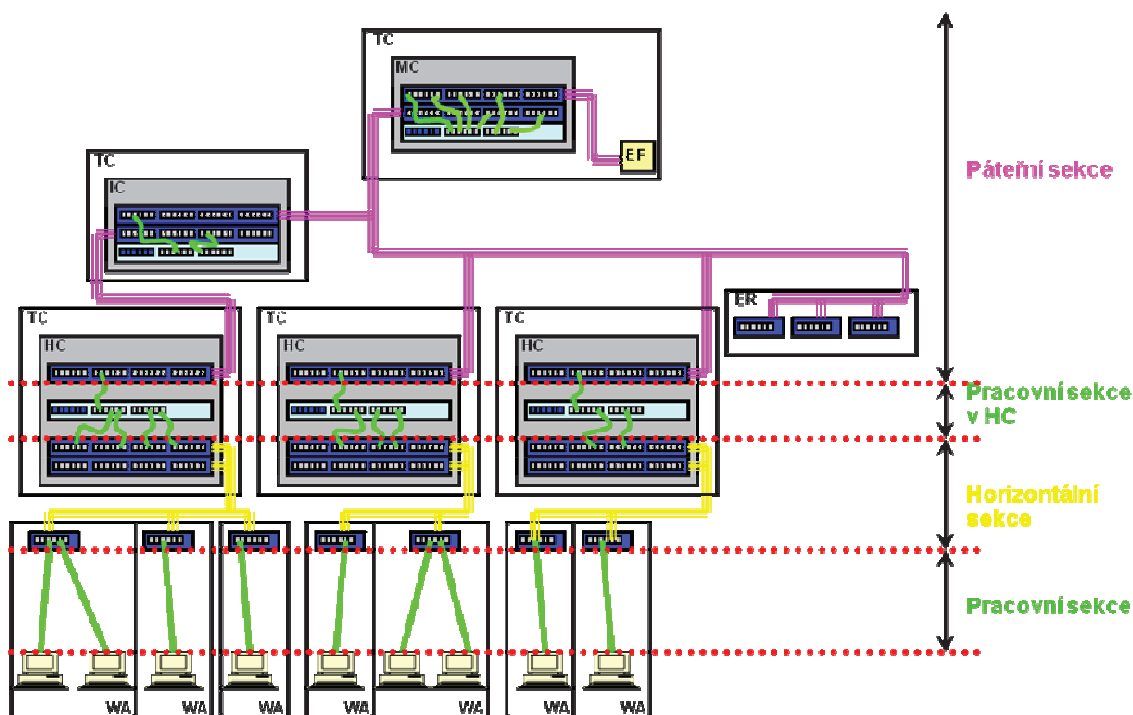 TC
MC
EF
Páteřní sekce
TC
IC
ER
TC
TC
TC
HC
HC
HC
Pracovní sekce
v HC
Horizontální
sekce
Pracovní sekce
WA
WA
WA
WA
WA
WA
WA